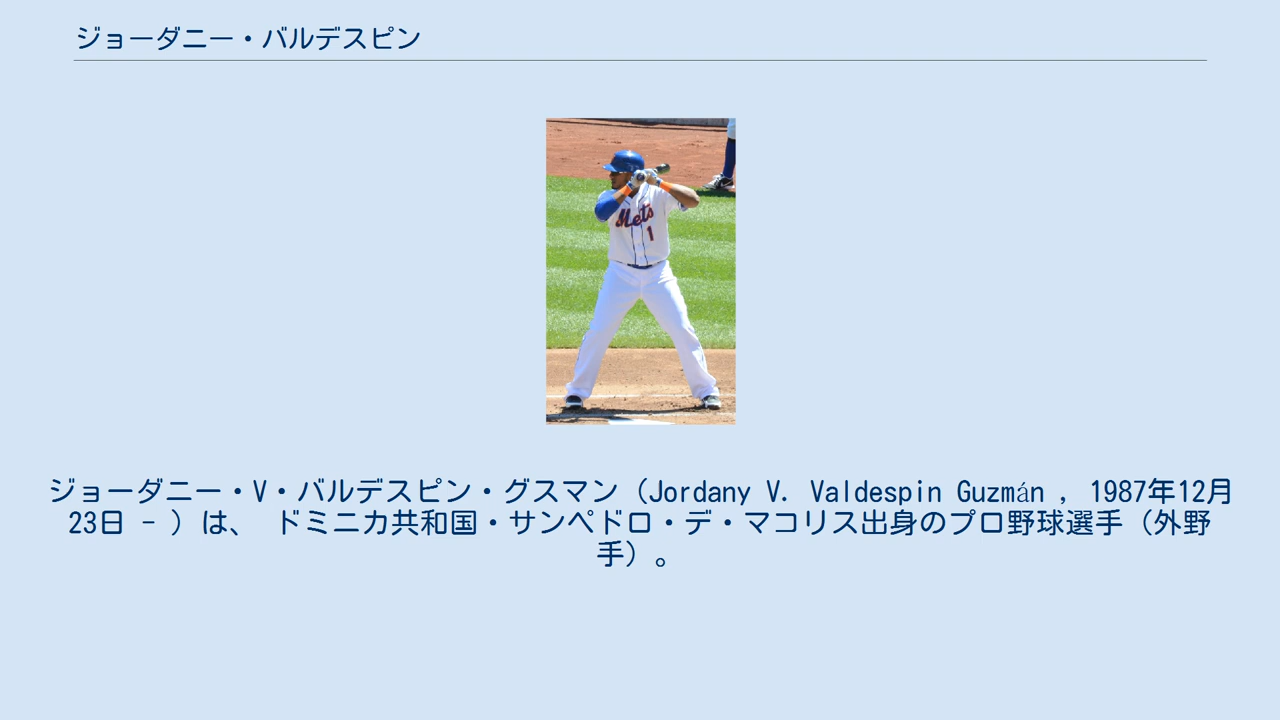 ジョーダニー・バルデスピン
Mets
1
ジョーダニー・V・バルデスピン・グスマン（Jordany V. Valdespin Guzmán , 1987年12月
23日 - ）は、 ドミニカ共和国・サンペドロ・デ・マコリス出身のプロ野球選手（外野
手）。